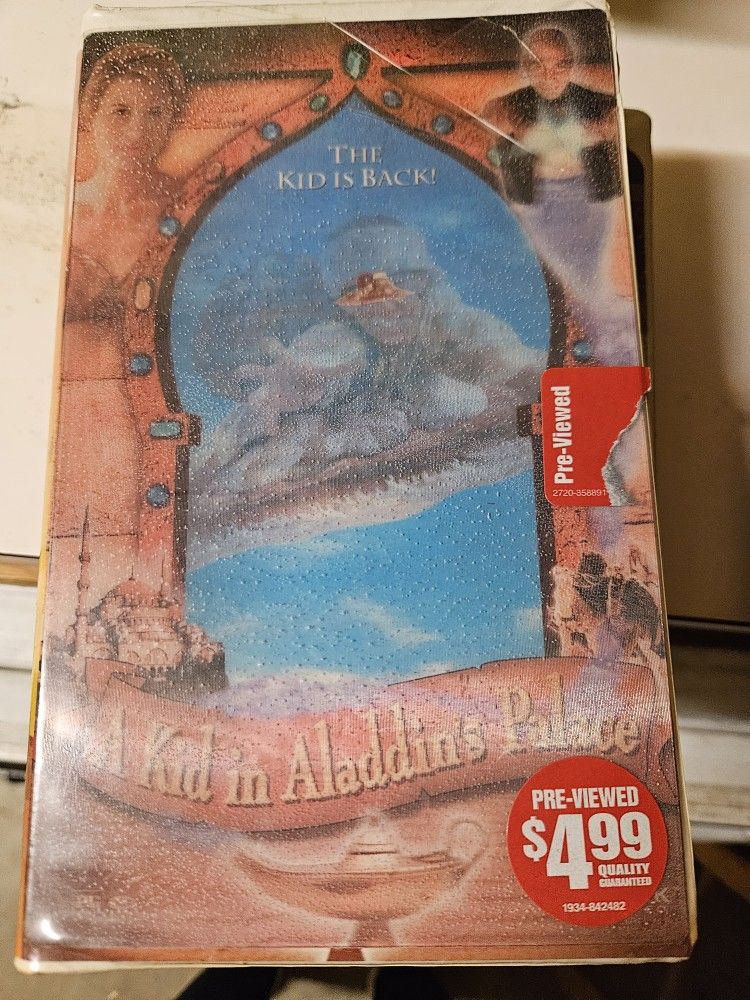 THE
KID IS BACK!
Pre-Viewed
2720-858891
A Kid in Aladdin's Palace
PRE-VIEWED
$4.99
QUALITY
GUARANTEED
1934-842482